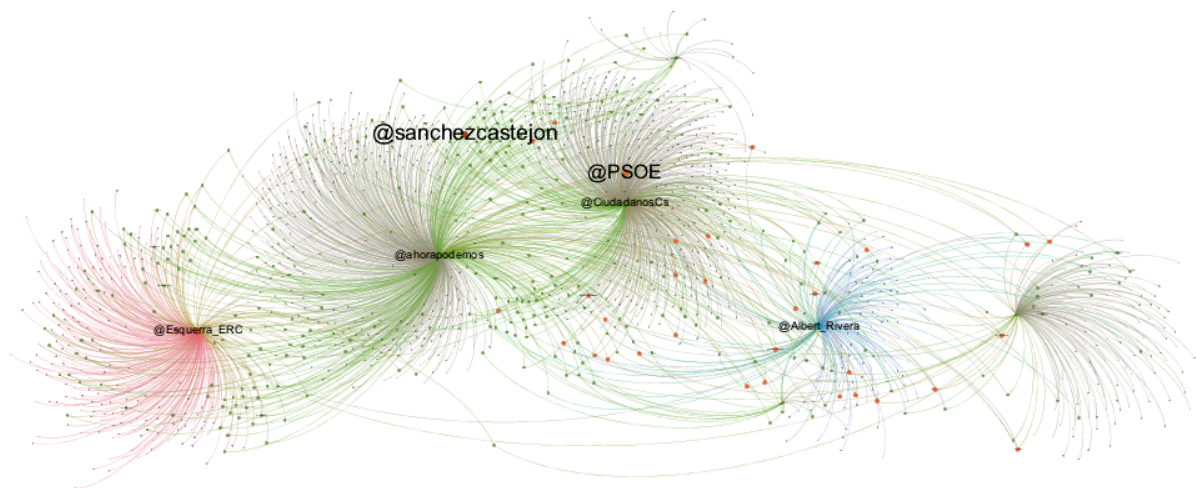 @sanchezcastejon
@PSOE
@CiudadanosCs
@ahorapodemos
@Esquerra_ERC
@Albert_Rivera